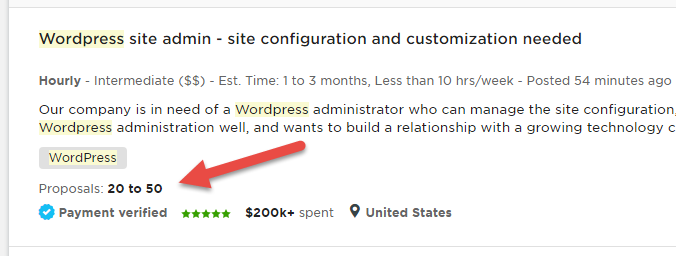 Wordpress site admin - site configuration and customization needed
Hourly - Intermediate ($$) - Est. Time: 1 to 3 months, Less than 10 hrs/week - Posted 54 minutes ago
Our company is in need of a Wordpress administrator who can manage the site configuration,
Wordpress administration well, and wants to build a relationship with a growing technology c
WordPress
Proposals: 20 to 50
Payment verified $200k+ spent United States